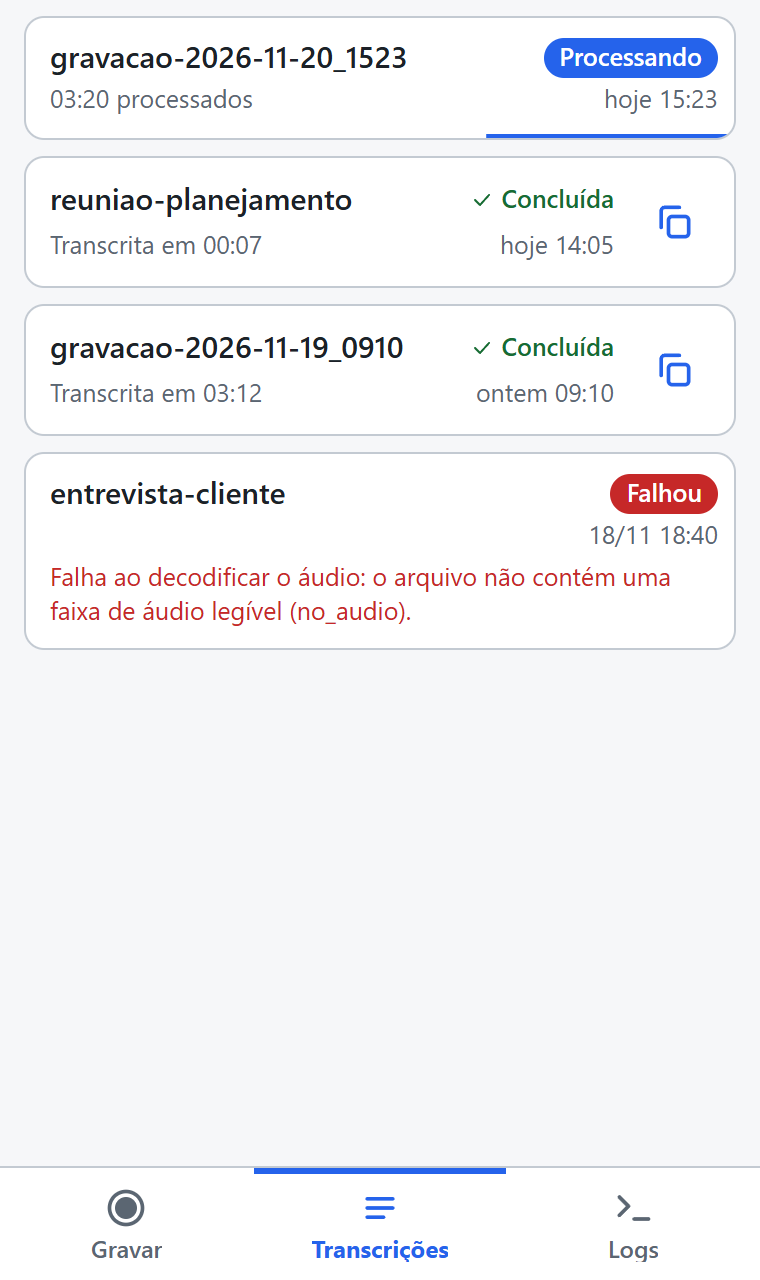 gravacao-2026-11-20_1523
Processando
03:20 processados
hoje 15:23
reuniao-planejamento
Concluída
Transcrita em 00:07
hoje 14:05
gravacao-2026-11-19_0910
Concluída
Transcrita em 03:12
ontem 09:10
entrevista-cliente
Falhou
18/11 18:40
Falha ao decodificar o áudio: o arquivo não contém uma
faixa de áudio legível (no_audio).
Gravar
Transcrições
Logs